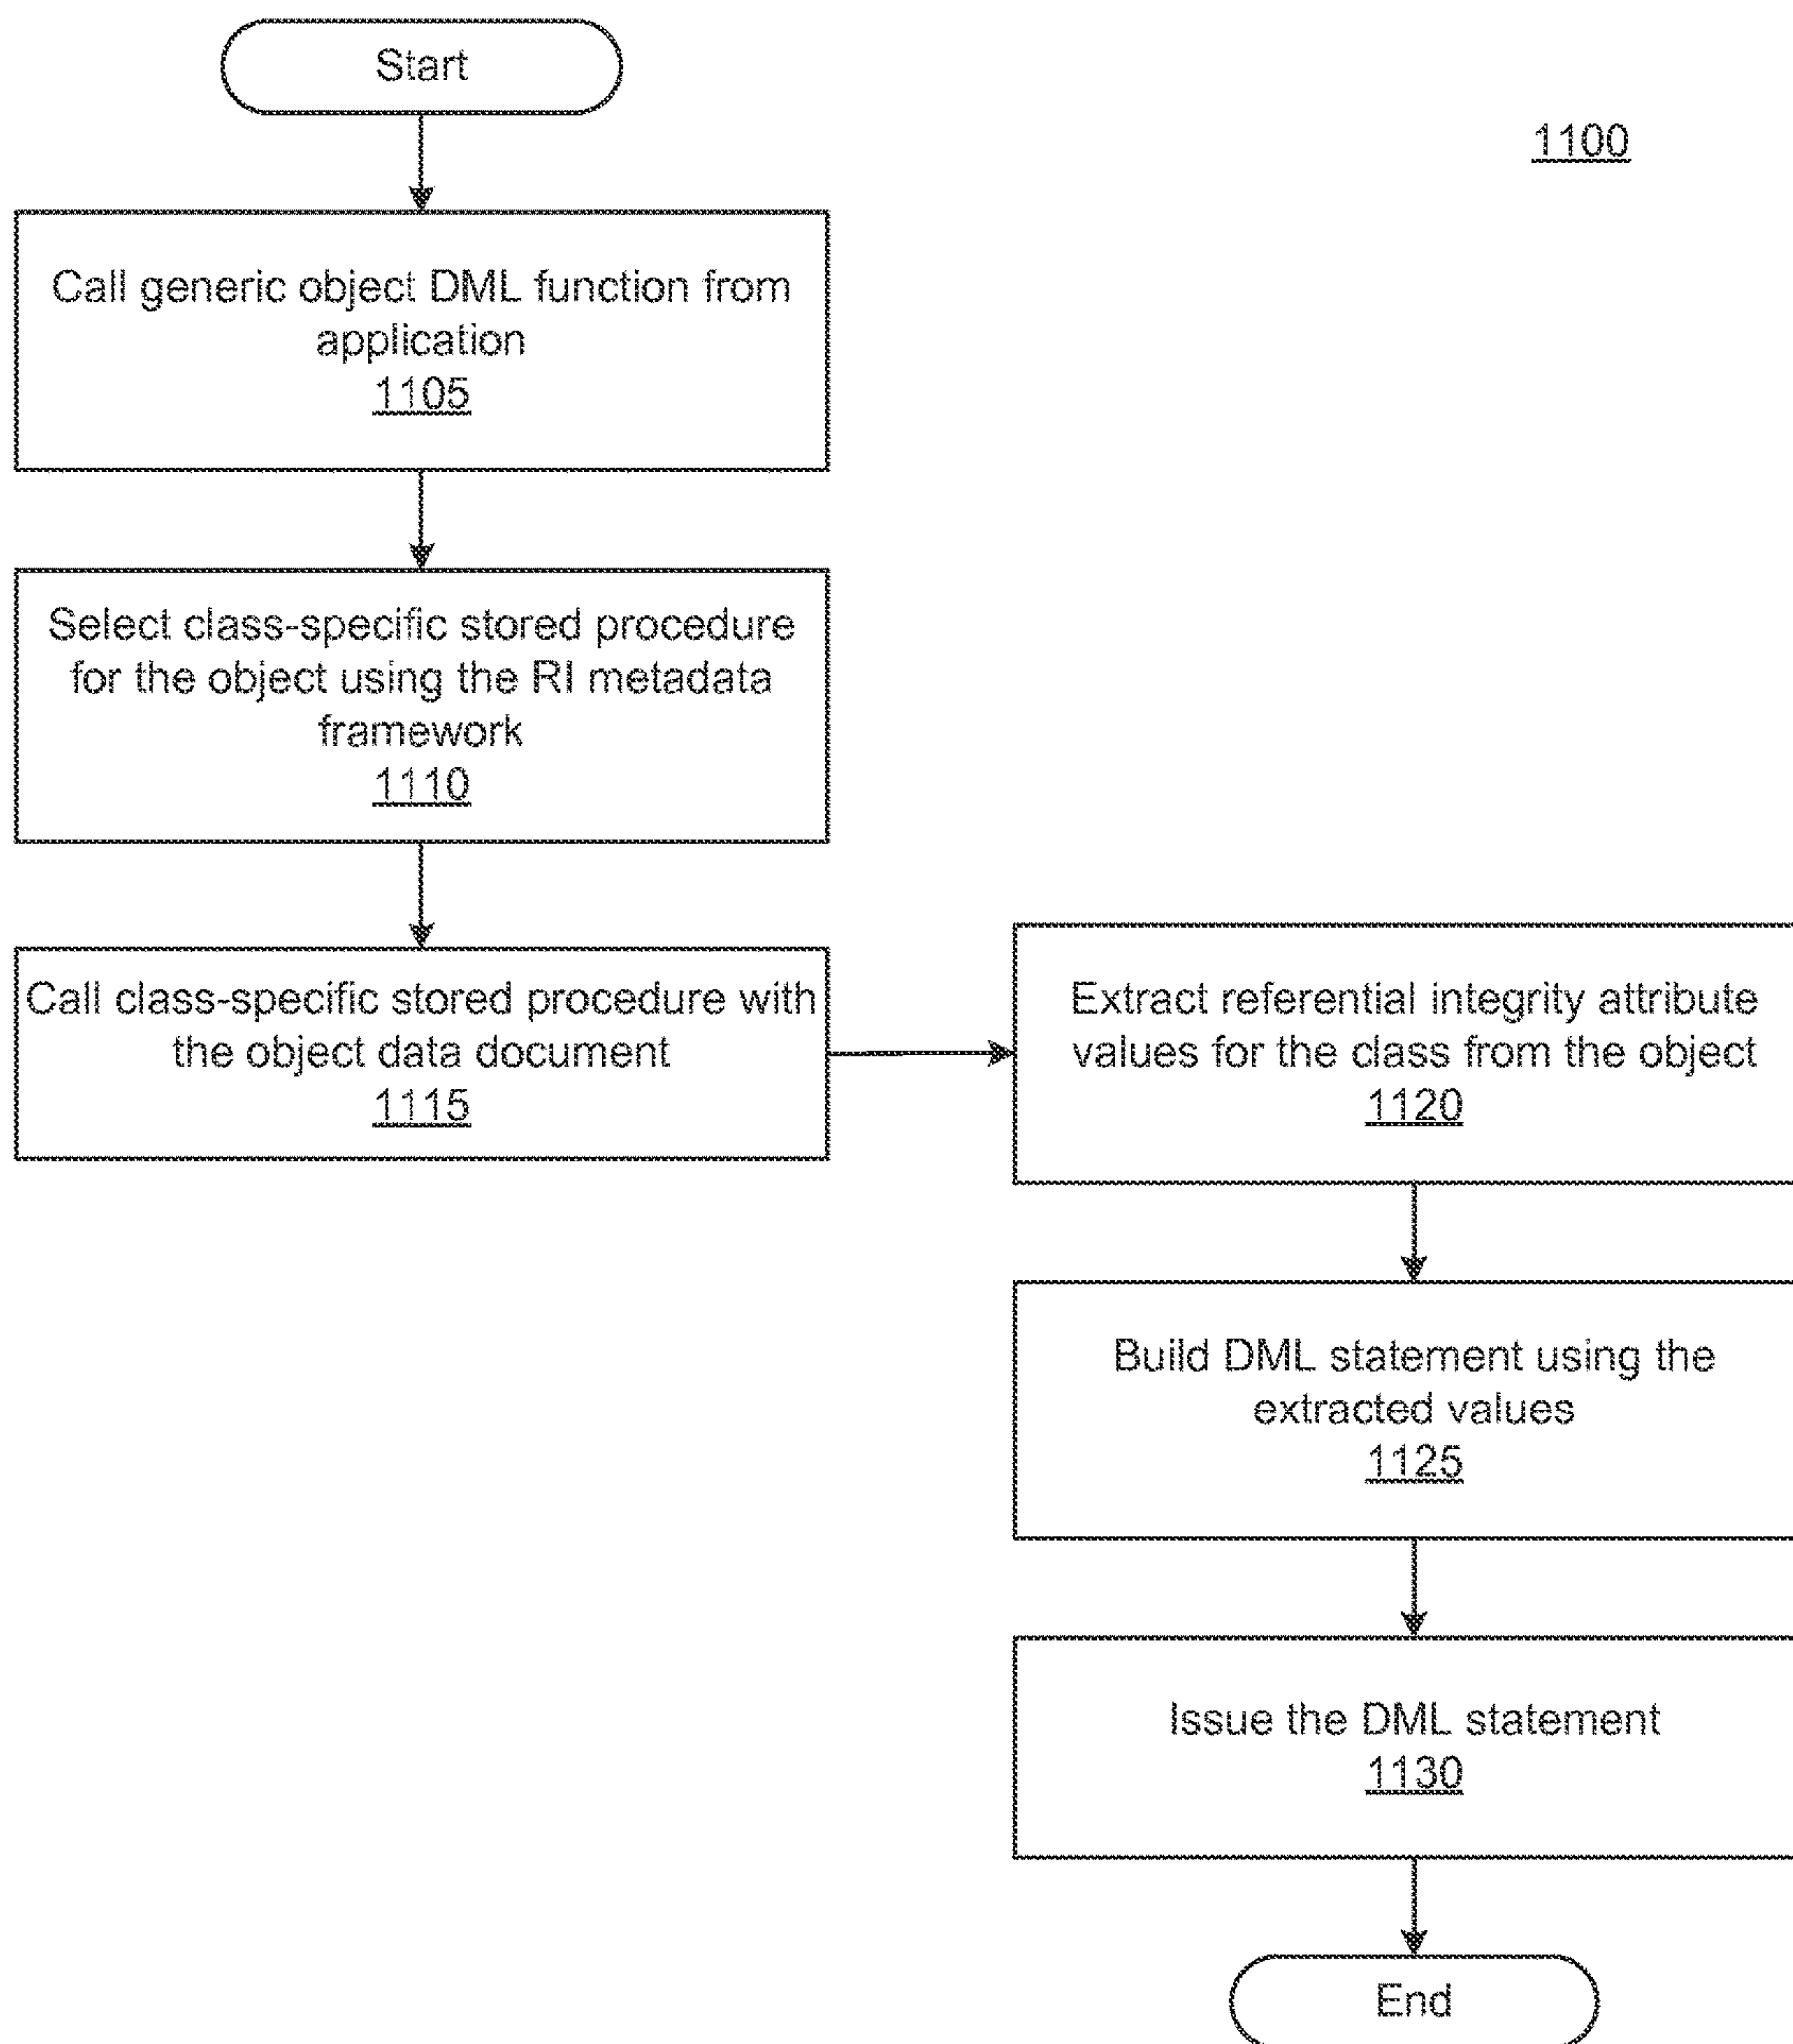 Start
1100
Call generic object DML function from
application
1105
Select class-specific stored procedure
for the object using the RI metadata
framework
1110
Call class-specific stored procedure with
the object data document
1115
Extract referential integrity attribute
values for the class from the object
1120
Build DML statement using the
extracted values
1125
Issue the DML statement
1130
End